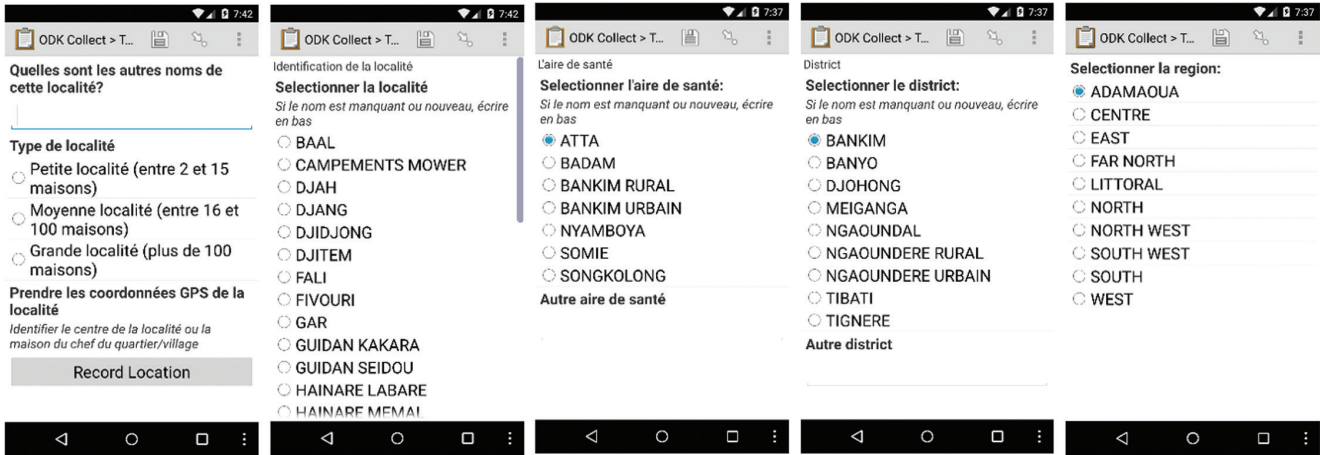 7:42
ODK Collect > T...
Quelles sont les autres noms de
cette localité?
Type de localité
Petite localité (entre 2 et 15
maisons)
Moyenne localité (entre 16 et
100 maisons)
Grande localité (plus de 100
maisons)
Prendre les coordonnées GPS de la
localité
Identifier le centre de la localité ou la
maison du chef du quartier/village
Record Location
7:42
ODK Collect > T...
Identification de la localité
Selectionner la localité
Si le nom est manquant ou nouveau, écrire
en bas
BAAL
CAMPEMENTS MOWER
DJAH
DJANG
DJIDJONG
DJITEM
FALI
FIVOURI
GAR
GUIDAN KAKARA
GUIDAN SEIDOU
HAINARE LABARE
HAINARE MEMAL
7:37
ODK Collect > T...
L'aire de santé
Selectionner l'aire de santé:
Si le nom est manquant ou nouveau, écrire
en bas
ATTA
BADAM
BANKIM RURAL
BANKIM URBAIN
NYAMBOYA
SOMIE
SONGKOLONG
Autre aire de santé
7:37
ODK Collect > T...
District
Selectionner le district:
Si le nom est manquant ou nouveau, écrire
en bas
BANKIM
BANYO
DJOHONG
MEIGANGA
NGAOUNDAL
NGAOUNDERE RURAL
NGAOUNDERE URBAIN
TIBATI
TIGNERE
Autre district
7:37
ODK Collect > T...
Selectionner la region:
ADAMAOUA
CENTRE
EAST
FAR NORTH
LITTORAL
NORTH
NORTH WEST
SOUTH WEST
SOUTH
WEST